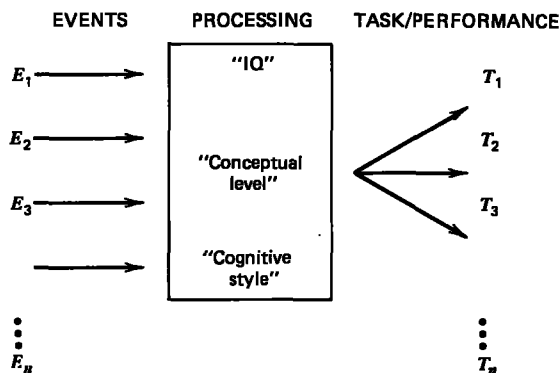 EVENTS PROCESSING TASK/PERFORMANCE
E1 "IQ" T1
E2 T2
"Conceptual
level"
E3 T3
"Cognitive
style"
En Tn